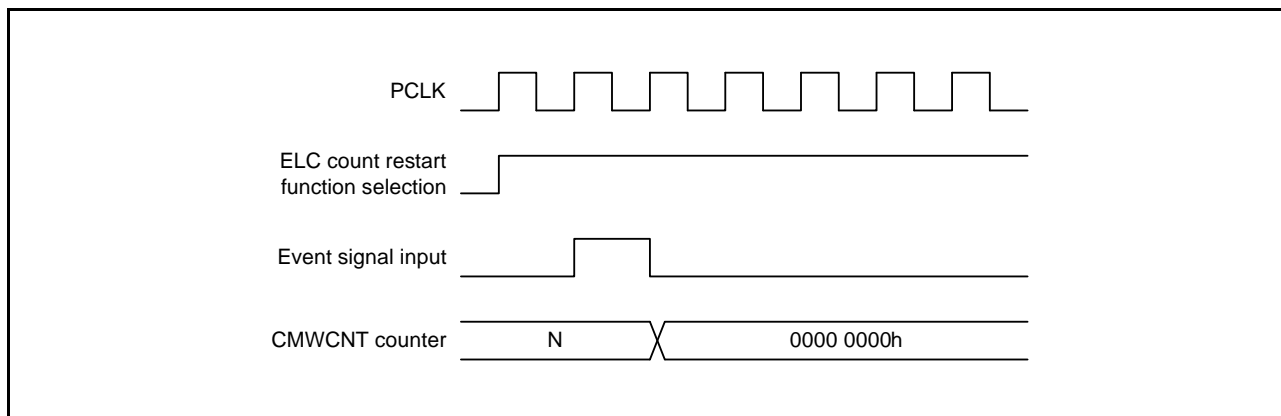 PCLK
ELC count restart
function selection
Event signal input
CMWCNT counter
N
0000 0000h